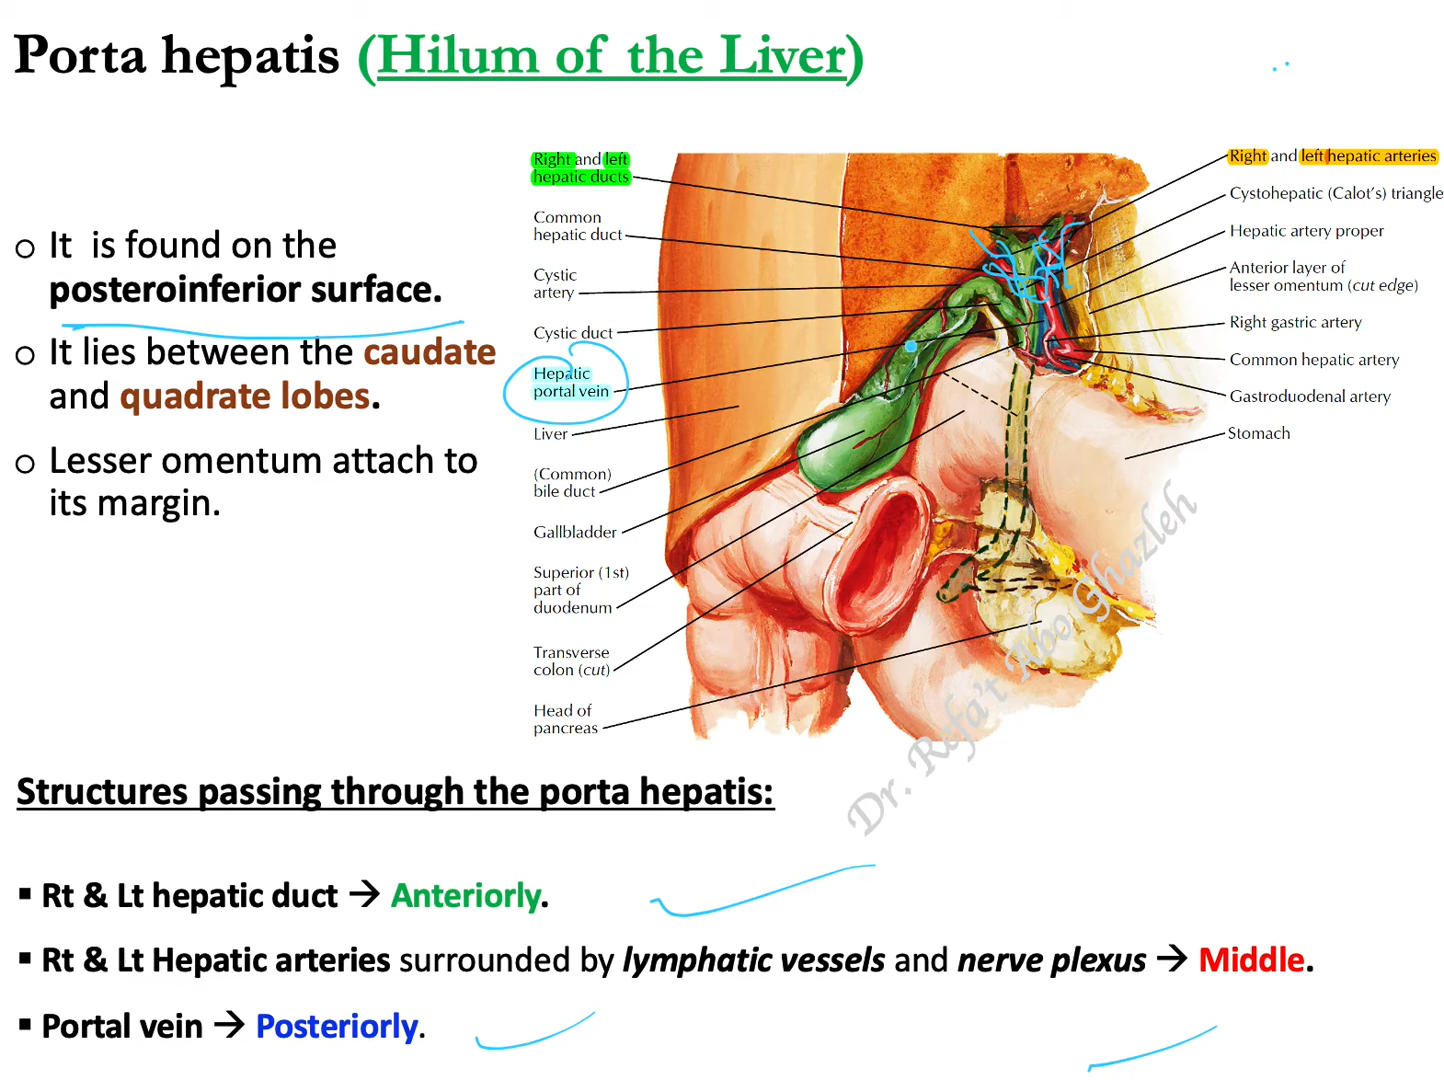 Porta hepatis (Hilum of the Liver)
o It is found on the
posteroinferior surface.
o It lies between the caudate
and quadrate lobes.
o Lesser omentum attach to
its margin.
Right and left
hepatic ducts
Common
hepatic duct
Cystic
artery
Cystic duct
Hepatic
portal vein
Liver
(Common)
bile duct
Gallbladder
Superior (1st)
part of
duodenum
Transverse
colon (cut)
Head of
pancreas
Right and left hepatic arteries
Cystohepatic (Calot's) triangle
Hepatic artery proper
Anterior layer of
lesser omentum (cut edge)
Right gastric artery
Common hepatic artery
Gastroduodenal artery
Stomach
Dr. Refa't Abo Ghazleh
Structures passing through the porta hepatis:
▪ Rt & Lt hepatic duct → Anteriorly.
▪ Rt & Lt Hepatic arteries surrounded by lymphatic vessels and nerve plexus → Middle.
▪ Portal vein → Posteriorly.